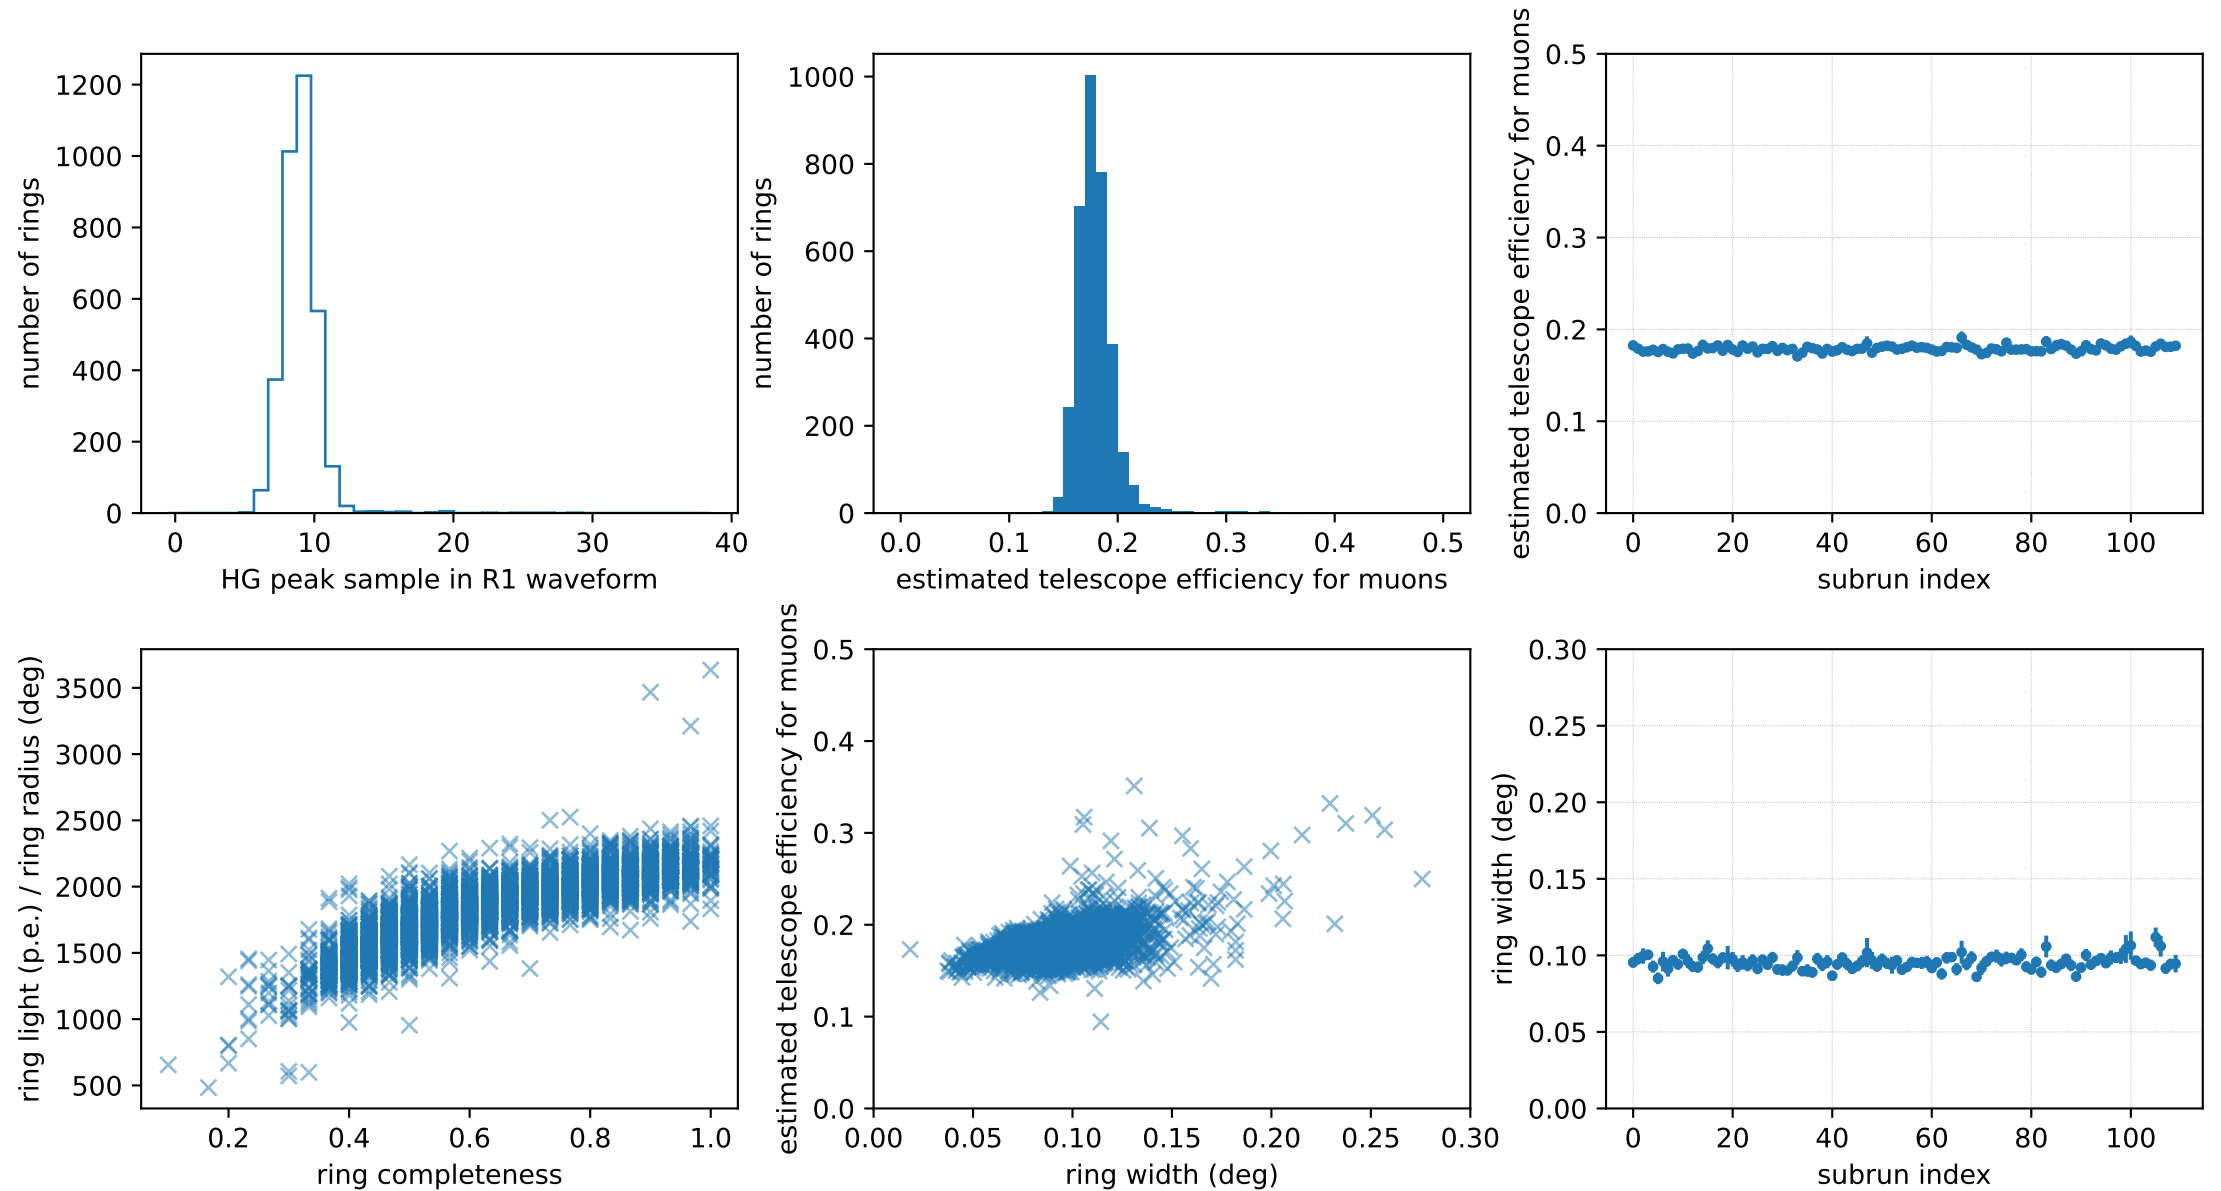 number of rings
1200
1000
800
600
400
200
0
0 10 20 30 40
HG peak sample in R1 waveform
number of rings
1000
800
600
400
200
0
0.0 0.1 0.2 0.3 0.4 0.5
estimated telescope efficiency for muons
estimated telescope efficiency for muons
0.5
0.4
0.3
0.2
0.1
0.0
0 20 40 60 80 100
subrun index
ring light (p.e.) / ring radius (deg)
3500
3000
2500
2000
1500
1000
500
0.2 0.4 0.6 0.8 1.0
ring completeness
estimated telescope efficiency for muons
0.5
0.4
0.3
0.2
0.1
0.0
0.00 0.05 0.10 0.15 0.20 0.25 0.30
ring width (deg)
ring width (deg)
0.30
0.25
0.20
0.15
0.10
0.05
0.00
0 20 40 60 80 100
subrun index